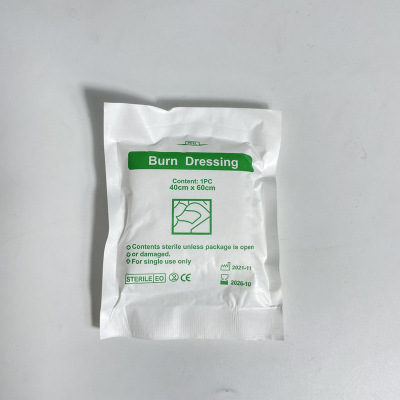 Burn Dressing
Content: 1PC
40cm x 60cm
Contents sterile unless package is open
or damaged.
For single use only
2021-11
STERILE EO CE
2026-10